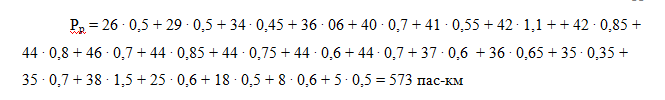 Pр = 26 · 0,5 + 29 · 0,5 + 34 · 0,45 + 36 · 06 + 40 · 0,7 + 41 · 0,55 + 42 · 1,1 + + 42 · 0,85 +
44 · 0,8 + 46 · 0,7 + 44 · 0,85 + 44 · 0,75 + 44 · 0,6 + 44 · 0,7 + 37 · 0,6 + 36 · 0,65 + 35 · 0,35 +
35 · 0,7 + 38 · 1,5 + 25 · 0,6 + 18 · 0,5 + 8 · 0,6 + 5 · 0,5 = 573 пас-км